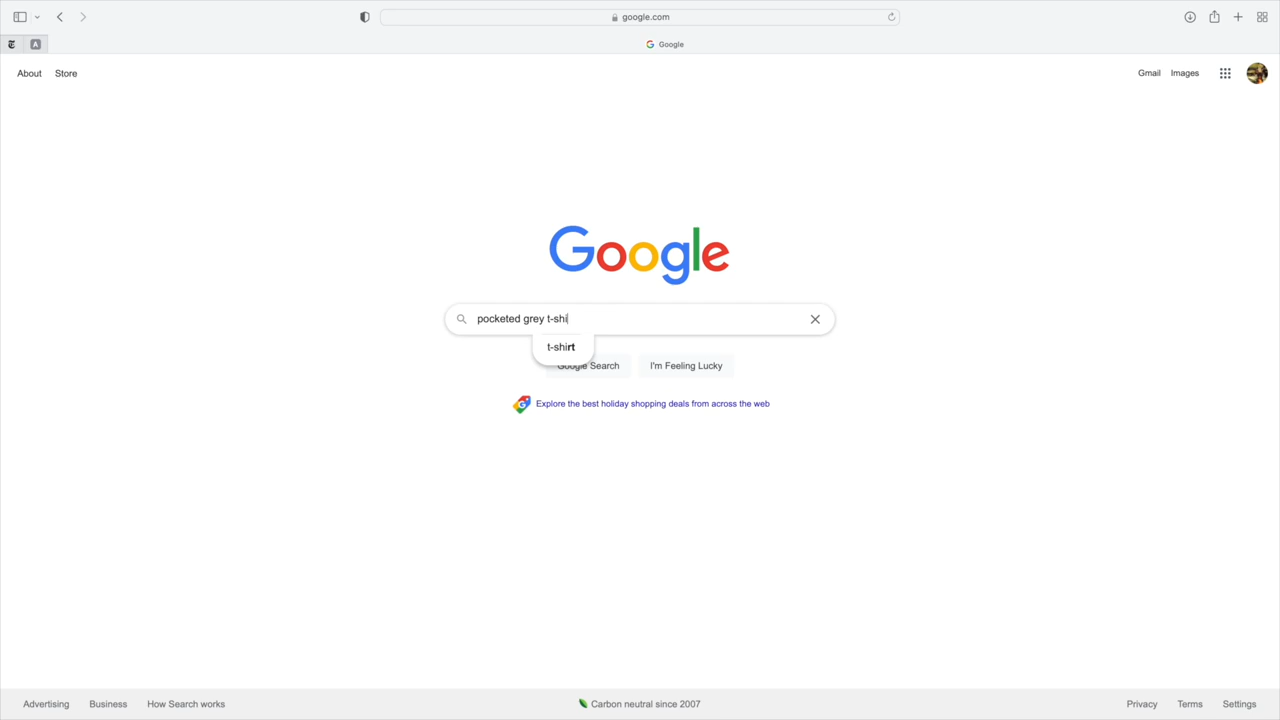 google.com
A
Google
About Store
Gmail Images
Google
pocketed grey t-shi
t-shirt
Google Search I'm Feeling Lucky
Explore the best holiday shopping deals from across the web
Advertising Business How Search works
Carbon neutral since 2007
Privacy Terms Settings